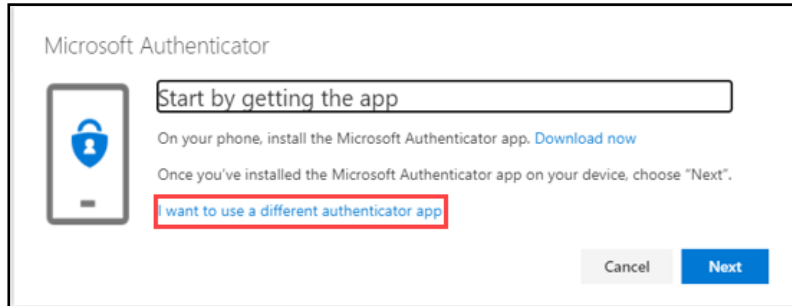 Microsoft Authenticator
Start by getting the app
On your phone, install the Microsoft Authenticator app. Download now
Once you've installed the Microsoft Authenticator app on your device, choose "Next".
I want to use a different authenticator app
Cancel Next